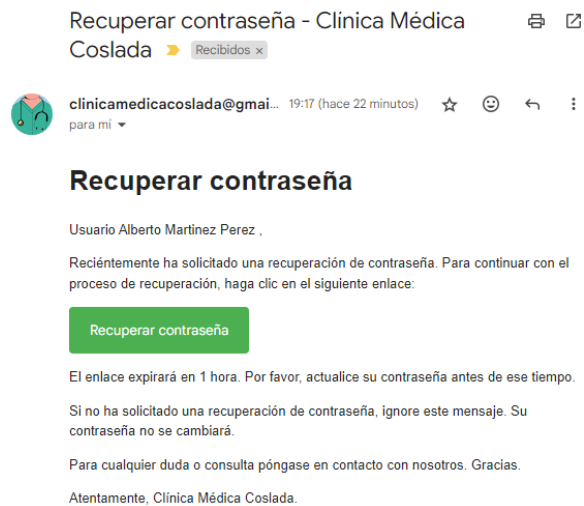 Recuperar contraseña - Clínica Médica
Coslada
Recibidos ×
clinicamedicacoslada@gmai... 19:17 (hace 22 minutos)
para mí
Recuperar contraseña
Usuario Alberto Martinez Perez ,
Reciéntemente ha solicitado una recuperación de contraseña. Para continuar con el
proceso de recuperación, haga clic en el siguiente enlace:
Recuperar contraseña
El enlace expirará en 1 hora. Por favor, actualice su contraseña antes de ese tiempo.
Si no ha solicitado una recuperación de contraseña, ignore este mensaje. Su
contraseña no se cambiará.
Para cualquier duda o consulta póngase en contacto con nosotros. Gracias.
Atentamente, Clínica Médica Coslada.